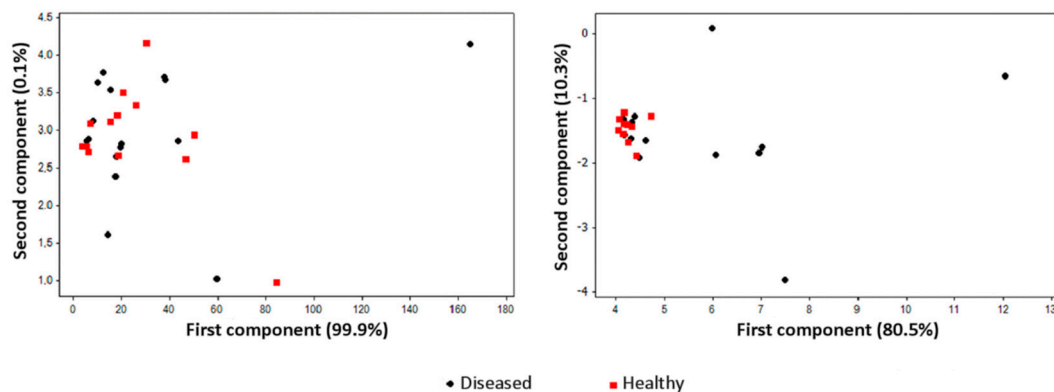 4.5
4.0
3.5
3.0
2.5
2.0
1.5
1.0
Second component (0.1%)
0 20 40 60 80 100 120 140 160 180
First component (99.9%)
0
-1
-2
-3
-4
Second component (10.3%)
4 5 6 7 8 9 10 11 12 13
First component (80.5%)
Diseased Healthy